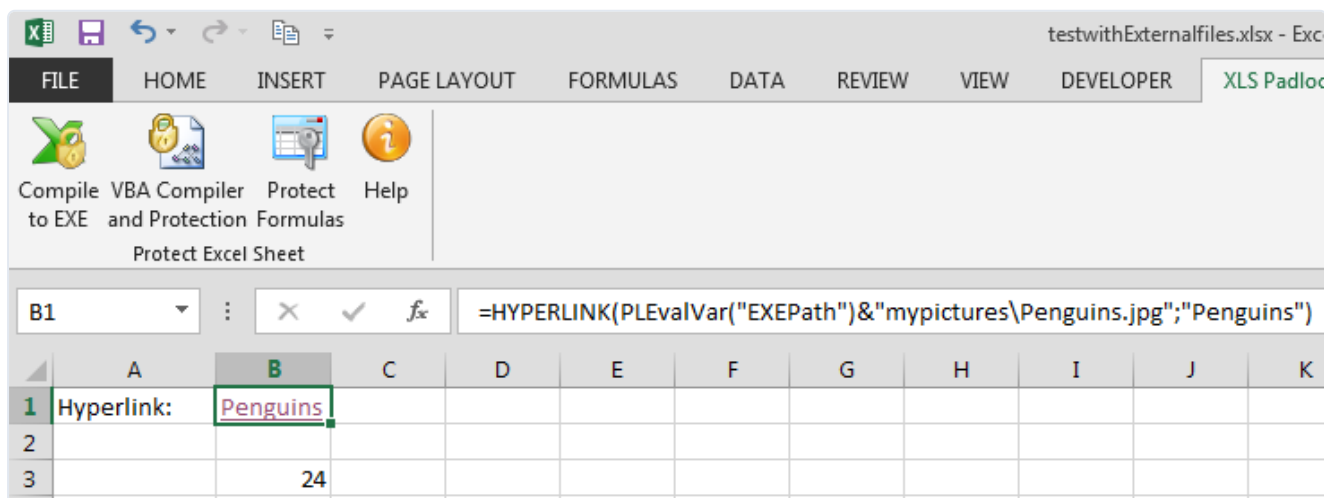 testwithExternalfiles.xlsx - Exc
FILE HOME INSERT PAGE LAYOUT FORMULAS DATA REVIEW VIEW DEVELOPER XLS Padloc
Compile VBA Compiler Protect Help
to EXE and Protection Formulas
Protect Excel Sheet
B1 fx =HYPERLINK(PLEvalVar("EXEPath")&"mypictures\Penguins.jpg";"Penguins")
A B C D E F G H I J K
1 Hyperlink: Penguins
2
3 24